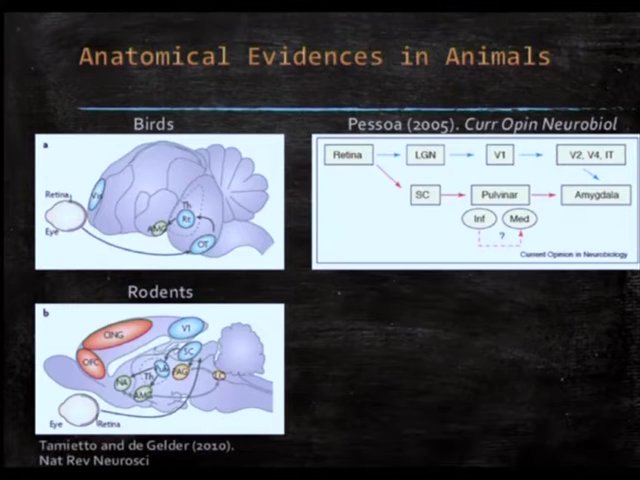 Anatomical Evidences in Animals
Birds
Pessoa (2005). Curr Opin Neurobiol
a
Retina
Eye
Vis
Th
Rt
AMG
OT
Retina
LGN
V1
V2, V4, IT
SC
Pulvinar
Amygdala
Inf
Med
?
Current Opinion in Neurobiology
Rodents
b
CING
V1
OFC
SC
Th
NA
AMG
Eye
Retina
Tamietto and de Gelder (2010).
Nat Rev Neurosci